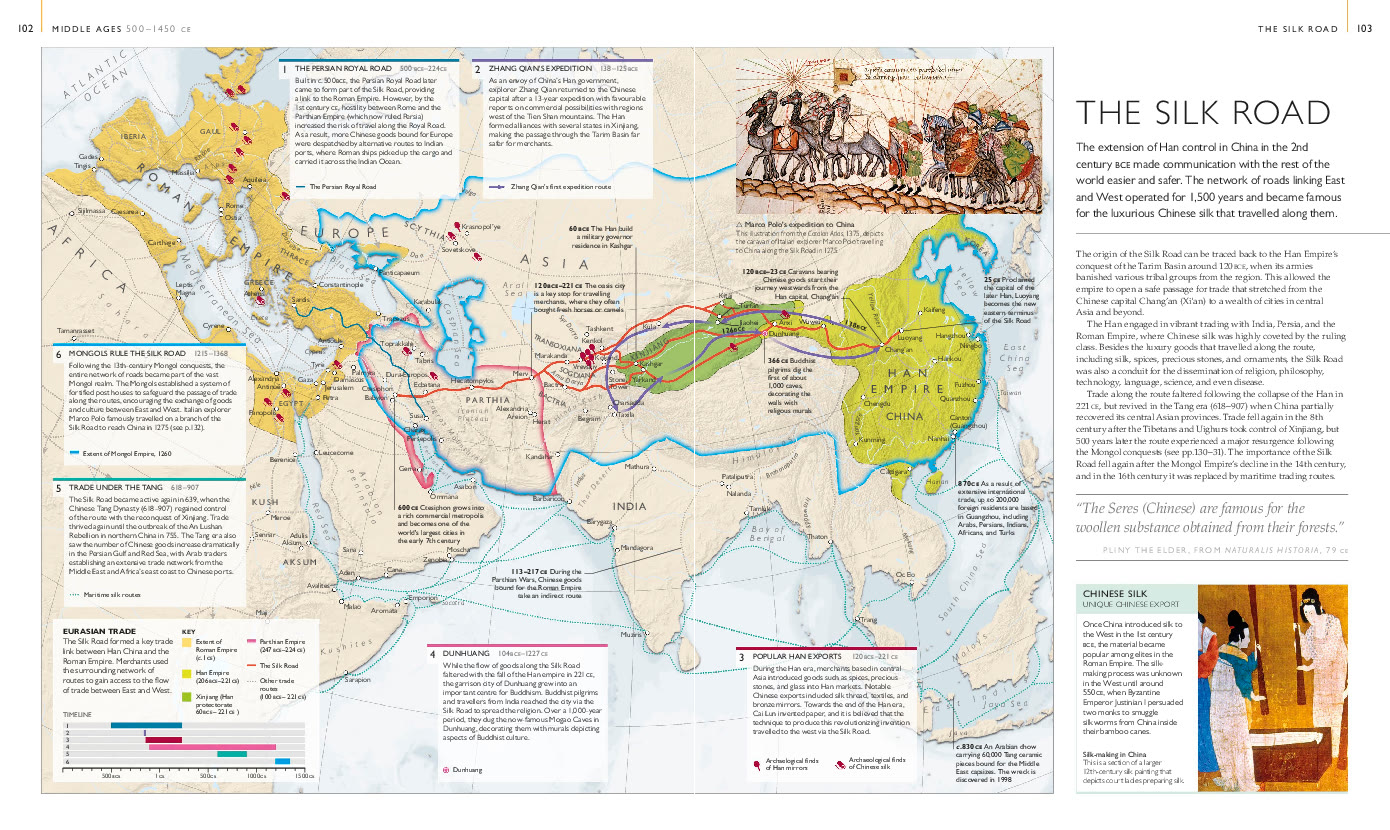 102 MIDDLE AGES 500–1450 CE
THE SILK ROAD 103
1 THE PERSIAN ROYAL ROAD 500 BCE–224 CE
Built in c.500BCE, the Persian Royal Road later
came to form part of the Silk Road, providing
a link to the Roman Empire. However, by the
1st century CE, hostility between Rome and the
Parthian Empire (which now ruled Persia)
increased the risk of travel along the Royal Road.
As a result, more Chinese goods bound for Europe
were despatched by alternative routes to Indian
ports, where Roman ships picked up the cargo and
carried it across the Indian Ocean.
The Persian Royal Road
2 ZHANG QIAN'S EXPEDITION 138–125 BCE
As an envoy of China's Han government,
explorer Zhang Qian returned to the Chinese
capital after a 13-year expedition with favourable
reports on commercial possibilities with regions
west of the Tien Shan mountains. The Han
formed alliances with several states in Xinjiang,
making the passage through the Tarim Basin far
safer for merchants.
Zhang Qian's first expedition route
△ Marco Polo's expedition to China
This illustration from the Catalan Atlas, 1375, depicts
the caravan of Italian explorer Marco Polo travelling
to China along the Silk Road in 1275
ATLANTIC
OCEAN
IBERIA
GAUL
Gades
Tingis
Massilia
Aquileia
Rome
Ostia
ROMAN EMPIRE
Sijilmassa
Caesarea
Carthage
AFRICA
Leptis
Magna
Mediterranean Sea
Cyrene
Tamanrasset
EUROPE
THRACE
GREECE
Athens
Sardis
Constantinople
Panticapaeum
SCYTHIA
Don
Krasnopol'ye
Sovetskove
ASIA
Aral
Sea
Caspian Sea
Karabula
Trapezus
Toprakkale
Tabriz
Antioch
Cyprus
Tyre
Damascus
Palmyra
Dura-Europos
Ecbatana
Ctesiphon
Babylon
Jerusalem
Petra
Gaza
Alexandria
Antinoe
Panopolis
EGYPT
Berenice
Leucecome
Red Sea
Arabian
Peninsula
KUSH
Meroe
Sennar
Adulis
Aksum
AKSUM
Sana
Aden
Avalites
Malao
Aromata
Emporion
Socotra
Cana
Moscha
Zenobia
Maji
Kushites
Sarapion
Susa
Charax
Persepolis
Gerra
Asabon
Ommana
Hecatompylos
PARTHIA
Iranian
Plateau
Merv
Alexandria
Areion
Herat
Kandahar
Bactra
BACTRIA
Begram
Taxila
Charsadda
TRANSOXIANA
SOGDIANA
Marakanda
Tashkent
Kenkol
Stone
Tower
Kashgar
Yarkand
XINJIANG
Kucha
Turfan
Jiaohe
Dunhuang
Anxi
Wuwei
138BCE
126BCE
Yellow River
Chang'an
Luoyang
Kaifeng
KOREA
Yellow Sea
Hangzhou
Ningbo
Hankou
East
China
Sea
HAN
EMPIRE
CHINA
Chengdu
Fuzhou
Quanzhou
Taiwan
Canton
(Guangzhou)
Nanhai
Kunming
Cattigara
Hainan
Himalayas
Indus
Thar Desert
Barbaricon
Mathura
INDIA
Pataliputra
Nalanda
Tamluk
Brahmaputra
Barygaza
Mandagora
Muziris
Bay of
Bengal
Thaton
Mekong
Oc Eo
Trang
South China Sea
Malaya
Java Sea
60BCE The Han build
a military governor
residence in Kashgar
120BCE–221 CE The oasis city
is a key stop for travelling
merchants, where they often
bought fresh horses or camels
120BCE–23 CE Caravans bearing
Chinese goods start their
journey westwards from the
Han capital, Chang'an
25 CE Proclaimed
the capital of the
later Han, Luoyang
becomes the new
eastern terminus
of the Silk Road
366 CE Buddhist
pilgrims dig the
first of about
1,000 caves,
decorating the
walls with
religious murals
600 CE Ctesiphon grows into
a rich commercial metropolis
and becomes one of the
world's largest cities in
the early 7th century
113–217 CE During the
Parthian Wars, Chinese goods
bound for the Roman Empire
take an indirect route
870 CE As a result of
extensive international
trade, up to 200,000
foreign residents are based
in Guangzhou, including
Arabs, Persians, Indians,
Africans, and Turks
c.830 CE An Arabian dhow
carrying 60,000 Tang ceramic
pieces bound for the Middle
East capsizes. The wreck is
discovered in 1998
6 MONGOLS RULE THE SILK ROAD 1215–1368
Following the 13th-century Mongol conquests, the
entire network of roads became part of the vast
Mongol realm. The Mongols established a system of
fortified post houses to safeguard the passage of trade
along the routes, encouraging the exchange of goods
and culture between East and West. Italian explorer
Marco Polo famously travelled on a branch of the
Silk Road to reach China in 1275 (see p.132).
Extent of Mongol Empire, 1260
5 TRADE UNDER THE TANG 618–907
The Silk Road became active again in 639, when the
Chinese Tang Dynasty (618–907) regained control
of the route with the reconquest of Xinjiang. Trade
thrived again until the outbreak of the An Lushan
Rebellion in northern China in 755. The Tang era also
saw the number of Chinese goods increase dramatically
in the Persian Gulf and Red Sea, with Arab traders
establishing an extensive trade network from the
Middle East and Africa's east coast to Chinese ports.
Maritime silk routes
EURASIAN TRADE
The Silk Road formed a key trade
link between Han China and the
Roman Empire. Merchants used
the surrounding network of
routes to gain access to the flow
of trade between East and West.
KEY
Extent of
Roman Empire
(c.1 CE)
Han Empire
(206BCE–221 CE)
Xinjiang (Han
protectorate
60BCE–221 CE)
Parthian Empire
(247 BCE–224 CE)
The Silk Road
Other trade
routes
(100 BCE–221 CE)
TIMELINE
1
2
3
4
5
6
500BCE 1 CE 500CE 1000CE 1500CE
4 DUNHUANG 104BCE–1227 CE
While the flow of goods along the Silk Road
faltered with the fall of the Han empire in 221 CE,
the garrison city of Dunhuang grew into an
important centre for Buddhism. Buddhist pilgrims
and travellers from India reached the city via the
Silk Road to spread the religion. Over a 1,000-year
period, they dug the now-famous Mogao Caves in
Dunhuang, decorating them with murals depicting
aspects of Buddhist culture.
Dunhuang
3 POPULAR HAN EXPORTS 120 BCE–221 CE
During the Han era, merchants based in central
Asia introduced goods such as spices, precious
stones, and glass into Han markets. Notable
Chinese exports included silk thread, textiles, and
bronze mirrors. Towards the end of the Han era,
Cai Lun invented paper, and it is believed that the
technique to produce this revolutionizing invention
travelled to the west via the Silk Road.
Archaeological finds
of Han mirrors
Archaeological finds
of Chinese silk
THE SILK ROAD
The extension of Han control in China in the 2nd
century BCE made communication with the rest of the
world easier and safer. The network of roads linking East
and West operated for 1,500 years and became famous
for the luxurious Chinese silk that travelled along them.
The origin of the Silk Road can be traced back to the Han Empire's
conquest of the Tarim Basin around 120 BCE, when its armies
banished various tribal groups from the region. This allowed the
empire to open a safe passage for trade that stretched from the
Chinese capital Chang'an (Xi'an) to a wealth of cities in central
Asia and beyond.
The Han engaged in vibrant trading with India, Persia, and the
Roman Empire, where Chinese silk was highly coveted by the ruling
class. Besides the luxury goods that travelled along the route,
including silk, spices, precious stones, and ornaments, the Silk Road
was also a conduit for the dissemination of religion, philosophy,
technology, language, science, and even disease.
Trade along the route faltered following the collapse of the Han in
221 CE, but revived in the Tang era (618–907) when China partially
recovered its central Asian provinces. Trade fell again in the 8th
century after the Tibetans and Uighurs took control of Xinjiang, but
500 years later the route experienced a major resurgence following
the Mongol conquests (see pp.130–31). The importance of the Silk
Road fell again after the Mongol Empire's decline in the 14th century,
and in the 16th century it was replaced by maritime trading routes.
"The Seres (Chinese) are famous for the
woollen substance obtained from their forests."
PLINY THE ELDER, FROM NATURALIS HISTORIA, 79 CE
CHINESE SILK
UNIQUE CHINESE EXPORT
Once China introduced silk to
the West in the 1st century
BCE, the material became
popular among elites in the
Roman Empire. The silk-
making process was unknown
in the West until around
550CE, when Byzantine
Emperor Justinian I persuaded
two monks to smuggle
silkworms from China inside
their bamboo canes.
Silk-making in China
This is a section of a larger
12th-century silk painting that
depicts court ladies preparing silk.